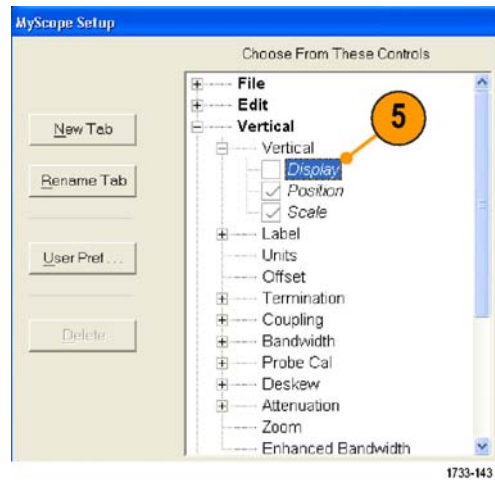 MyScope Setup
Choose From These Controls
File
Edit
Vertical
5
Vertical
New Tab
Display
Rename Tab
Position
Scale
Label
User Pref . . .
Units
Offset
Termination
Delete
Coupling
Bandwidth
Probe Cal
Deskew
Attenuation
Zoom
Enhanced Bandwidth
1733-143